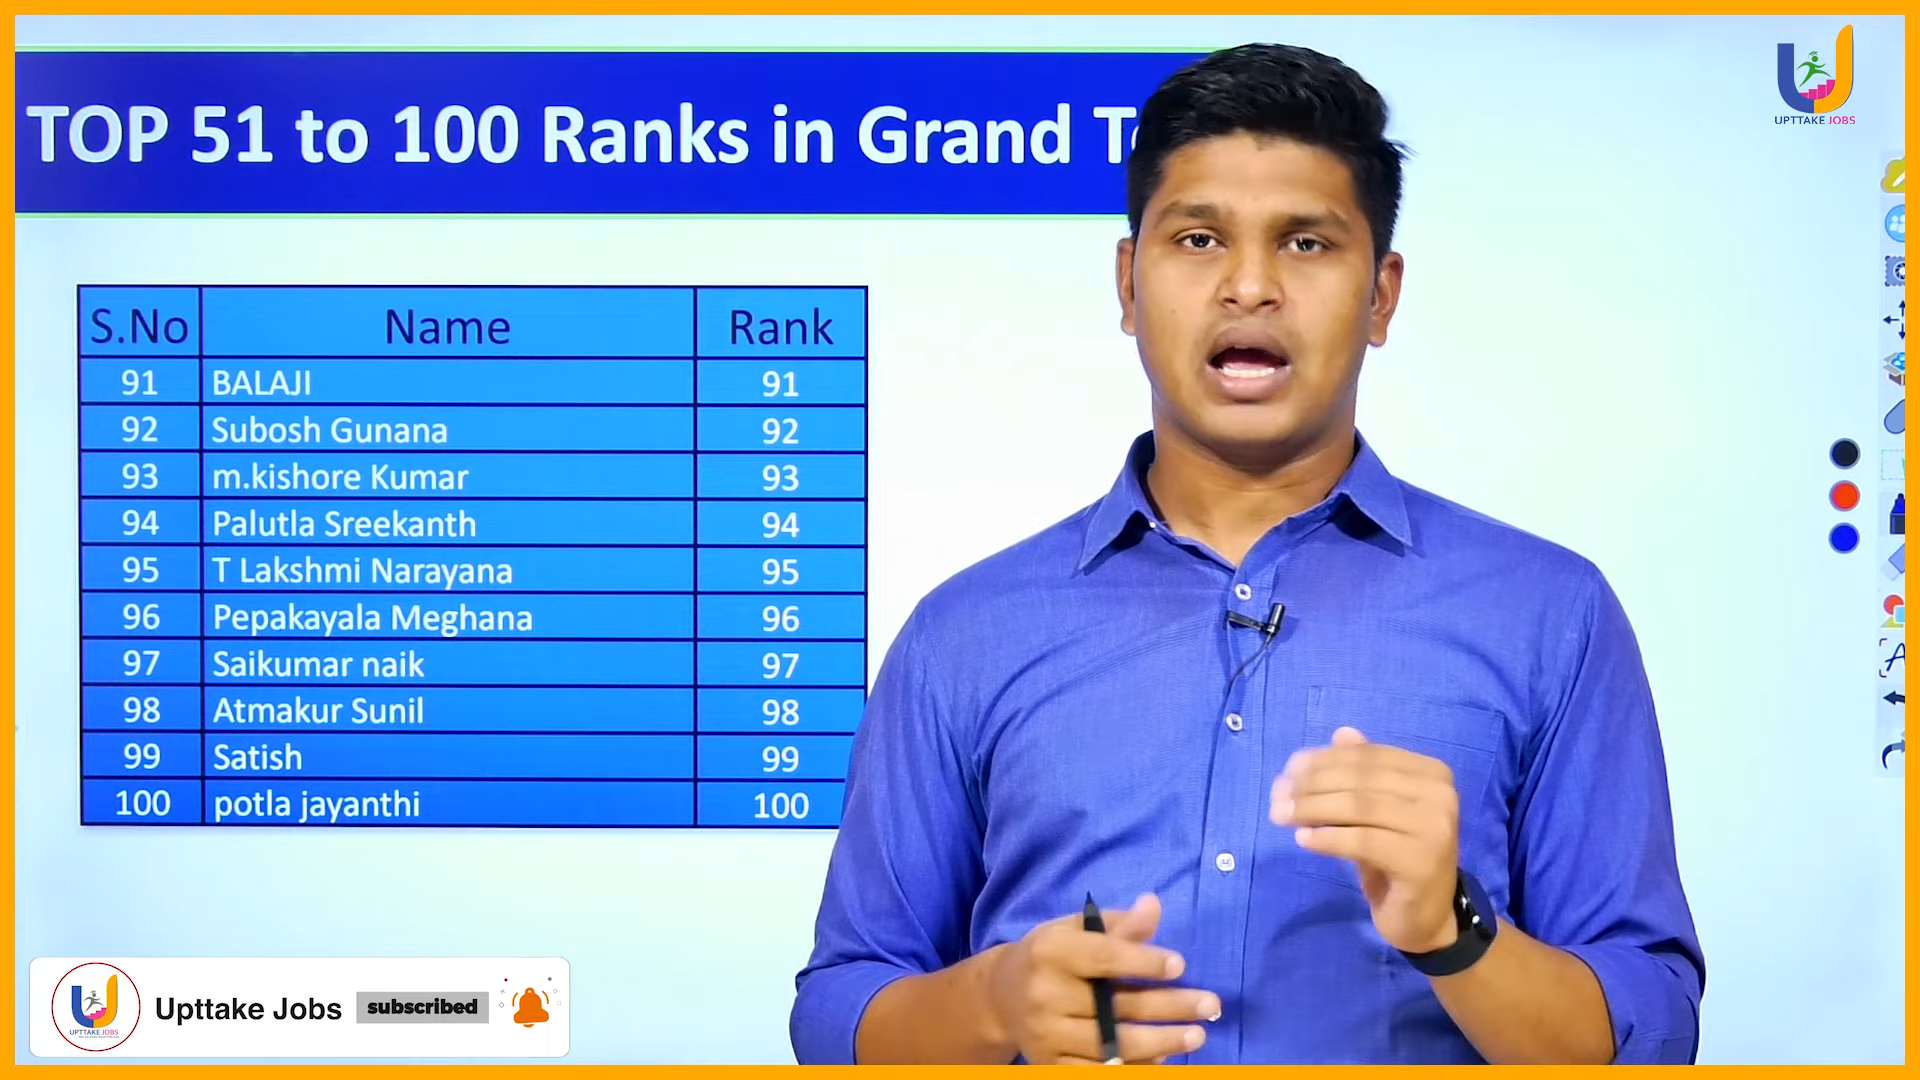 TOP 51 to 100 Ranks in Grand
UPTTAKE JOBS
S.No Name Rank
91 BALAJI 91
92 Subosh Gunana 92
93 m.kishore Kumar 93
94 Palutla Sreekanth 94
95 T Lakshmi Narayana 95
96 Pepakayala Meghana 96
97 Saikumar naik 97
98 Atmakur Sunil 98
99 Satish 99
100 potla jayanthi 100
UPTTAKE JOBS
Upttake Jobs subscribed